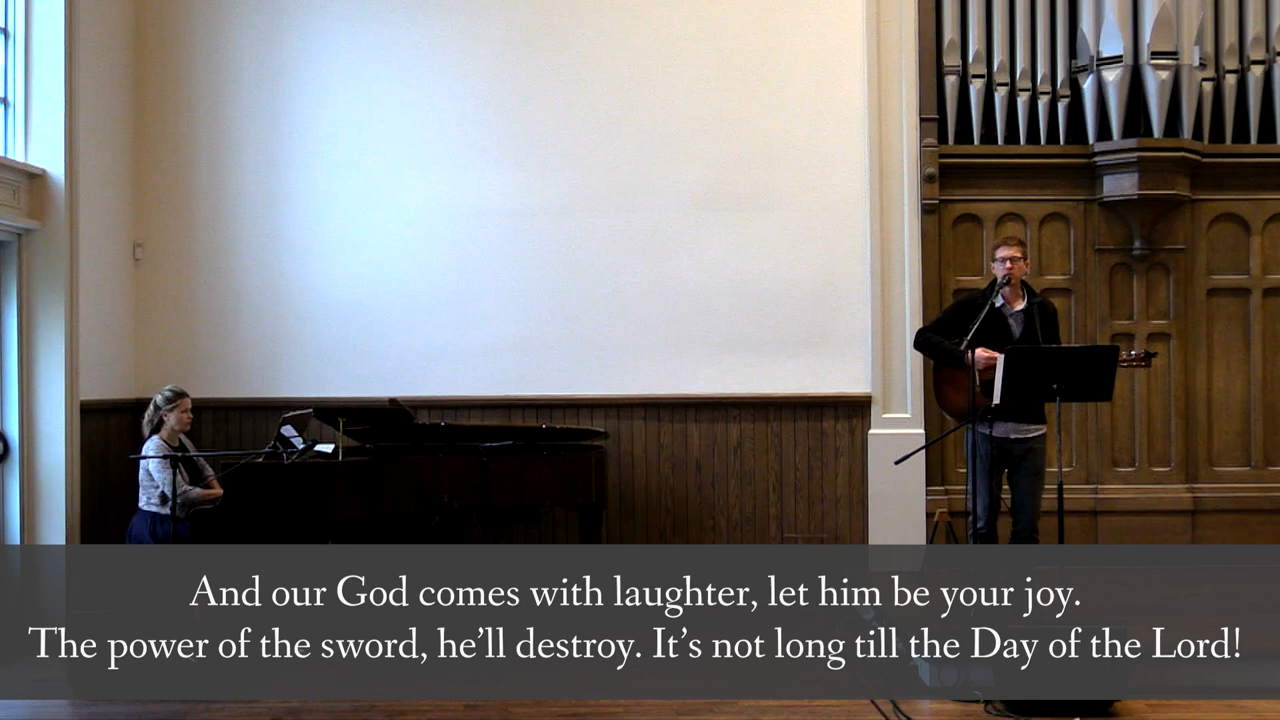 And our God comes with laughter, let him be your joy.
The power of the sword, he’ll destroy. It’s not long till the Day of the Lord!